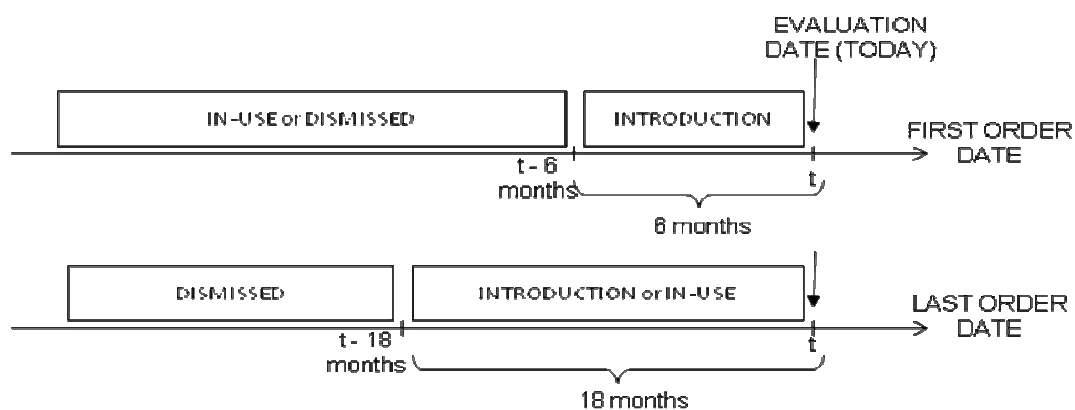 EVALUATION
DATE (TODAY)
IN-USE or DISMISSED
INTRODUCTION
FIRST ORDER
DATE
t - 6
months
t
6 months
DISMISSED
INTRODUCTION or IN-USE
LAST ORDER
DATE
t - 18
months
t
18 months